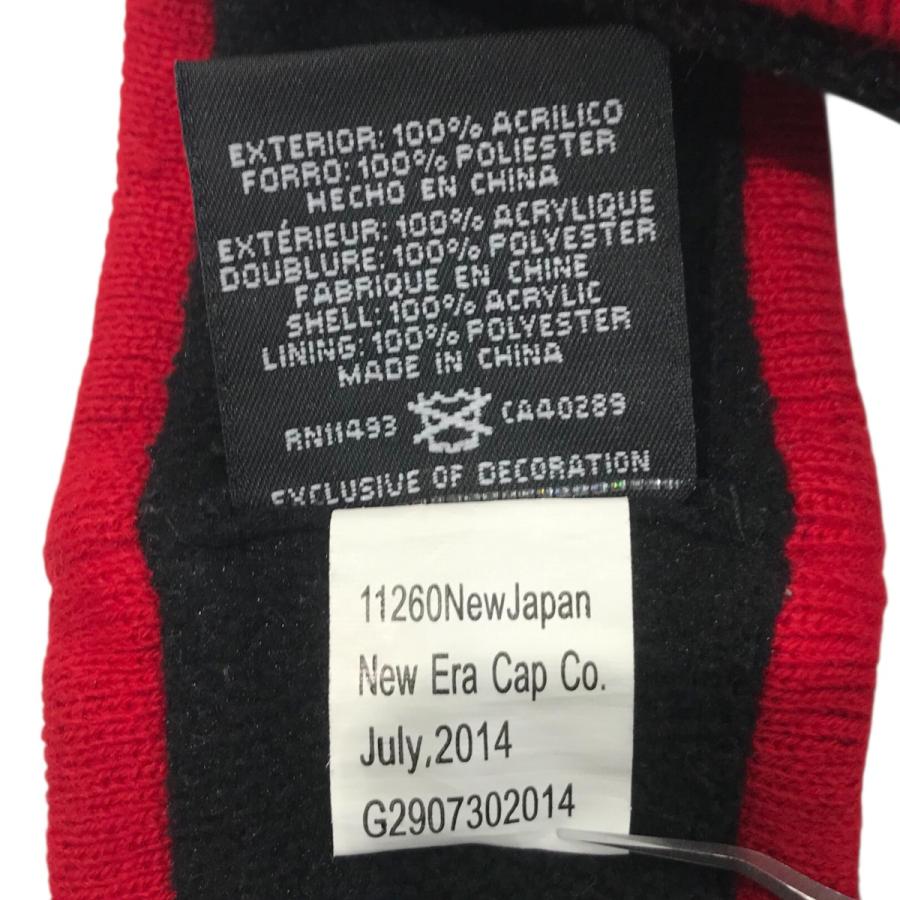 EXTERIOR: 100% ACRILICO
FORRO: 100% POLIESTER
HECHO EN CHINA
EXTÉRIEUR: 100% ACRYLIQUE
DOUBLURE: 100% POLYESTER
FABRIQUE EN CHINE
SHELL: 100% ACRYLIC
LINING: 100% POLYESTER
MADE IN CHINA
RN11493 CA40289
EXCLUSIVE OF DECORATION
11260NewJapan
New Era Cap Co.
July,2014
G2907302014